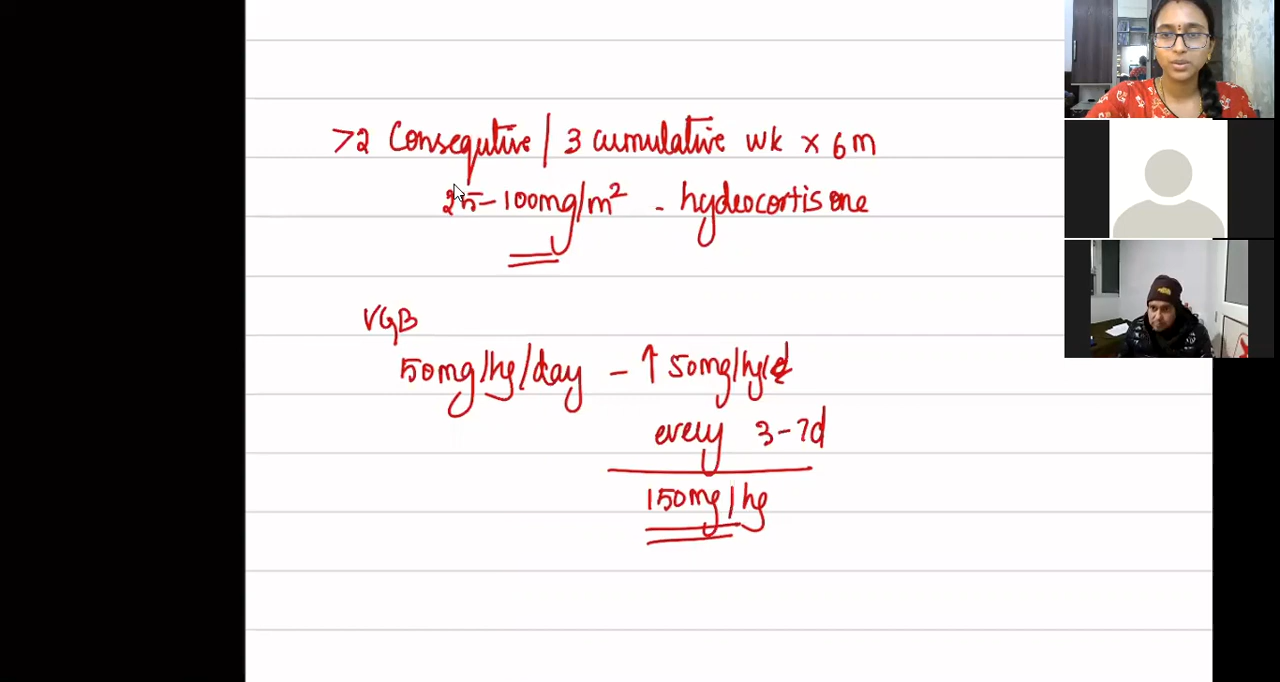 >2 Consequtive / 3 cumulative wk x 6m
25-100mg/m² - hydrocortisone
VGB
50mg/kg/day - ↑ 50mg/kg/d
every 3-7d
150mg/kg